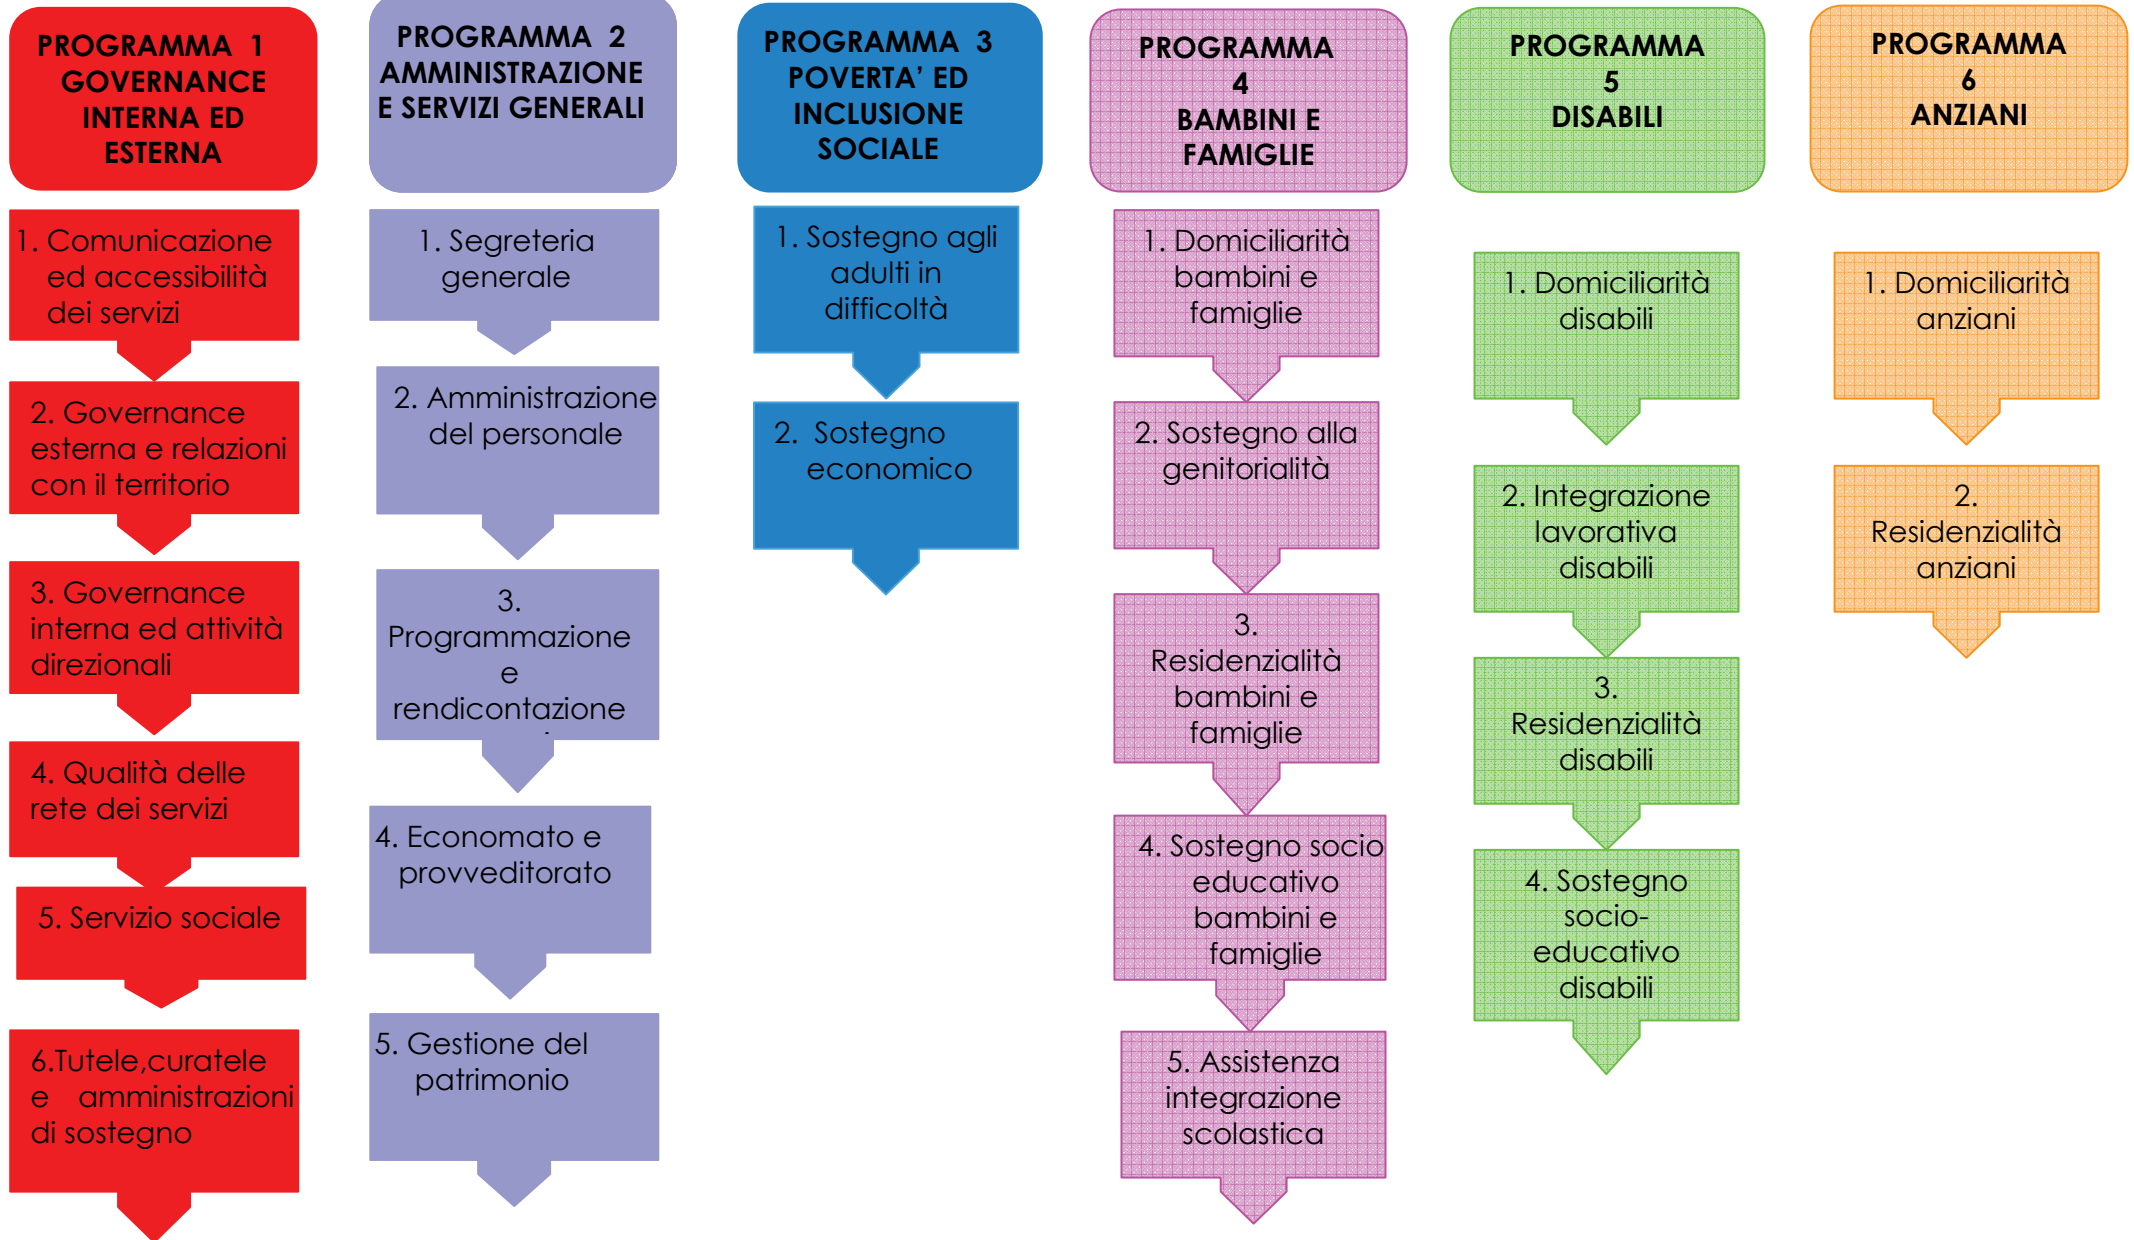 PROGRAMMA 1
GOVERNANCE
INTERNA ED
ESTERNA
1. Comunicazione
ed accessibilità
dei servizi
2. Governance
esterna e relazioni
con il territorio
3. Governance
interna ed attività
direzionali
4. Qualità delle
rete dei servizi
5. Servizio sociale
6.Tutele,curatele
e amministrazioni
di sostegno
PROGRAMMA 2
AMMINISTRAZIONE
E SERVIZI GENERALI
1. Segreteria
generale
2. Amministrazione
del personale
3.
Programmazione
e
rendicontazione
4. Economato e
provveditorato
5. Gestione del
patrimonio
PROGRAMMA 3
POVERTA’ ED
INCLUSIONE
SOCIALE
1. Sostegno agli
adulti in
difficoltà
2. Sostegno
economico
PROGRAMMA
4
BAMBINI E
FAMIGLIE
1. Domiciliarità
bambini e
famiglie
2. Sostegno alla
genitorialità
3.
Residenzialità
bambini e
famiglie
4. Sostegno socio
educativo
bambini e
famiglie
5. Assistenza
integrazione
scolastica
PROGRAMMA
5
DISABILI
1. Domiciliarità
disabili
2. Integrazione
lavorativa
disabili
3.
Residenzialità
disabili
4. Sostegno
socio-
educativo
disabili
PROGRAMMA
6
ANZIANI
1. Domiciliarità
anziani
2.
Residenzialità
anziani